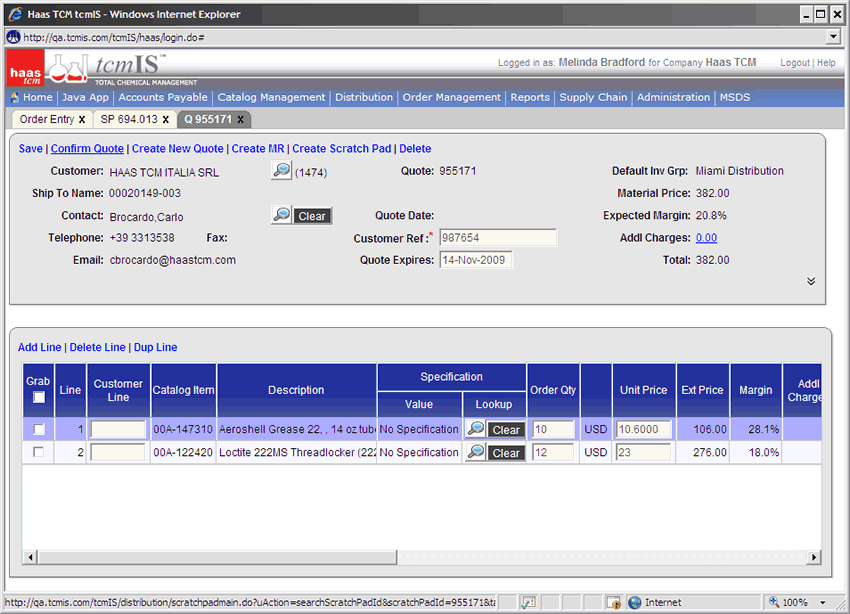 Haas TCM tcmIS - Windows Internet Explorer
http://qa.tcmis.com/tcmIS/haas/login.do#
haas tcm tcmIS™ TOTAL CHEMICAL MANAGEMENT
Logged in as: Melinda Bradford for Company Haas TCM Logout | Help
Home | Java App | Accounts Payable | Catalog Management | Distribution | Order Management | Reports | Supply Chain | Administration | MSDS
Order Entry x SP 694.013 x Q 955171 x
Save | Confirm Quote | Create New Quote | Create MR | Create Scratch Pad | Delete
Customer: HAAS TCM ITALIA SRL (1474) Quote: 955171 Default Inv Grp: Miami Distribution
Ship To Name: 00020149-003 Material Price: 382.00
Contact: Brocardo,Carlo Clear Quote Date: Expected Margin: 20.8%
Telephone: +39 3313538 Fax: Customer Ref :* 987654 Addl Charges: 0.00
Email: cbrocardo@haastcm.com Quote Expires: 14-Nov-2009 Total: 382.00
Add Line | Delete Line | Dup Line
Grab Line Customer Line Catalog Item Description Specification Value Lookup Order Qty Unit Price Ext Price Margin Addl Charge
1 00A-147310 Aeroshell Grease 22, , 14 oz tube No Specification Clear 10 USD 10.6000 106.00 28.1%
2 00A-122420 Loctite 222MS Threadlocker (222 No Specification Clear 12 USD 23 276.00 18.0%
http://qa.tcmis.com/tcmIS/distribution/scratchpadmain.do?uAction=searchScratchPadId&scratchPadId=955171&ta Internet 100%